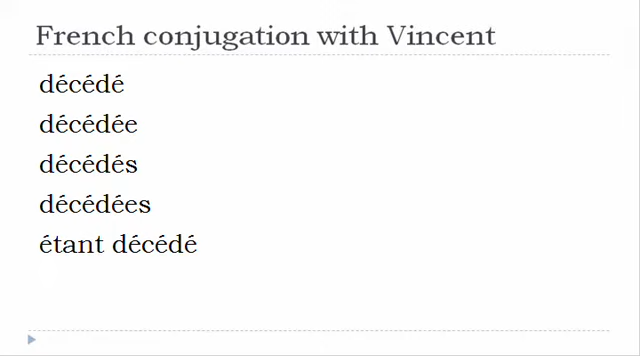 French conjugation with Vincent
décédé
décédée
décédés
décédées
étant décédé